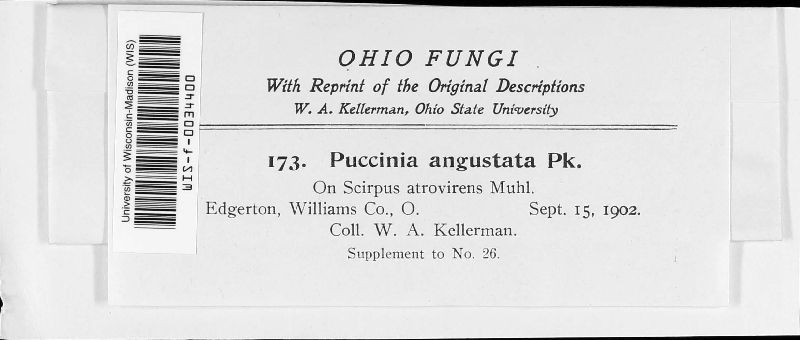 University of Wisconsin-Madison (WIS)
WIS-f-0043040
OHIO FUNGI
With Reprint of the Original Descriptions
W. A. Kellerman, Ohio State University
173. Puccinia angustata Pk.
On Scirpus atrovirens Muhl.
Edgerton, Williams Co., O. Sept. 15, 1902.
Coll. W. A. Kellerman.
Supplement to No. 26.